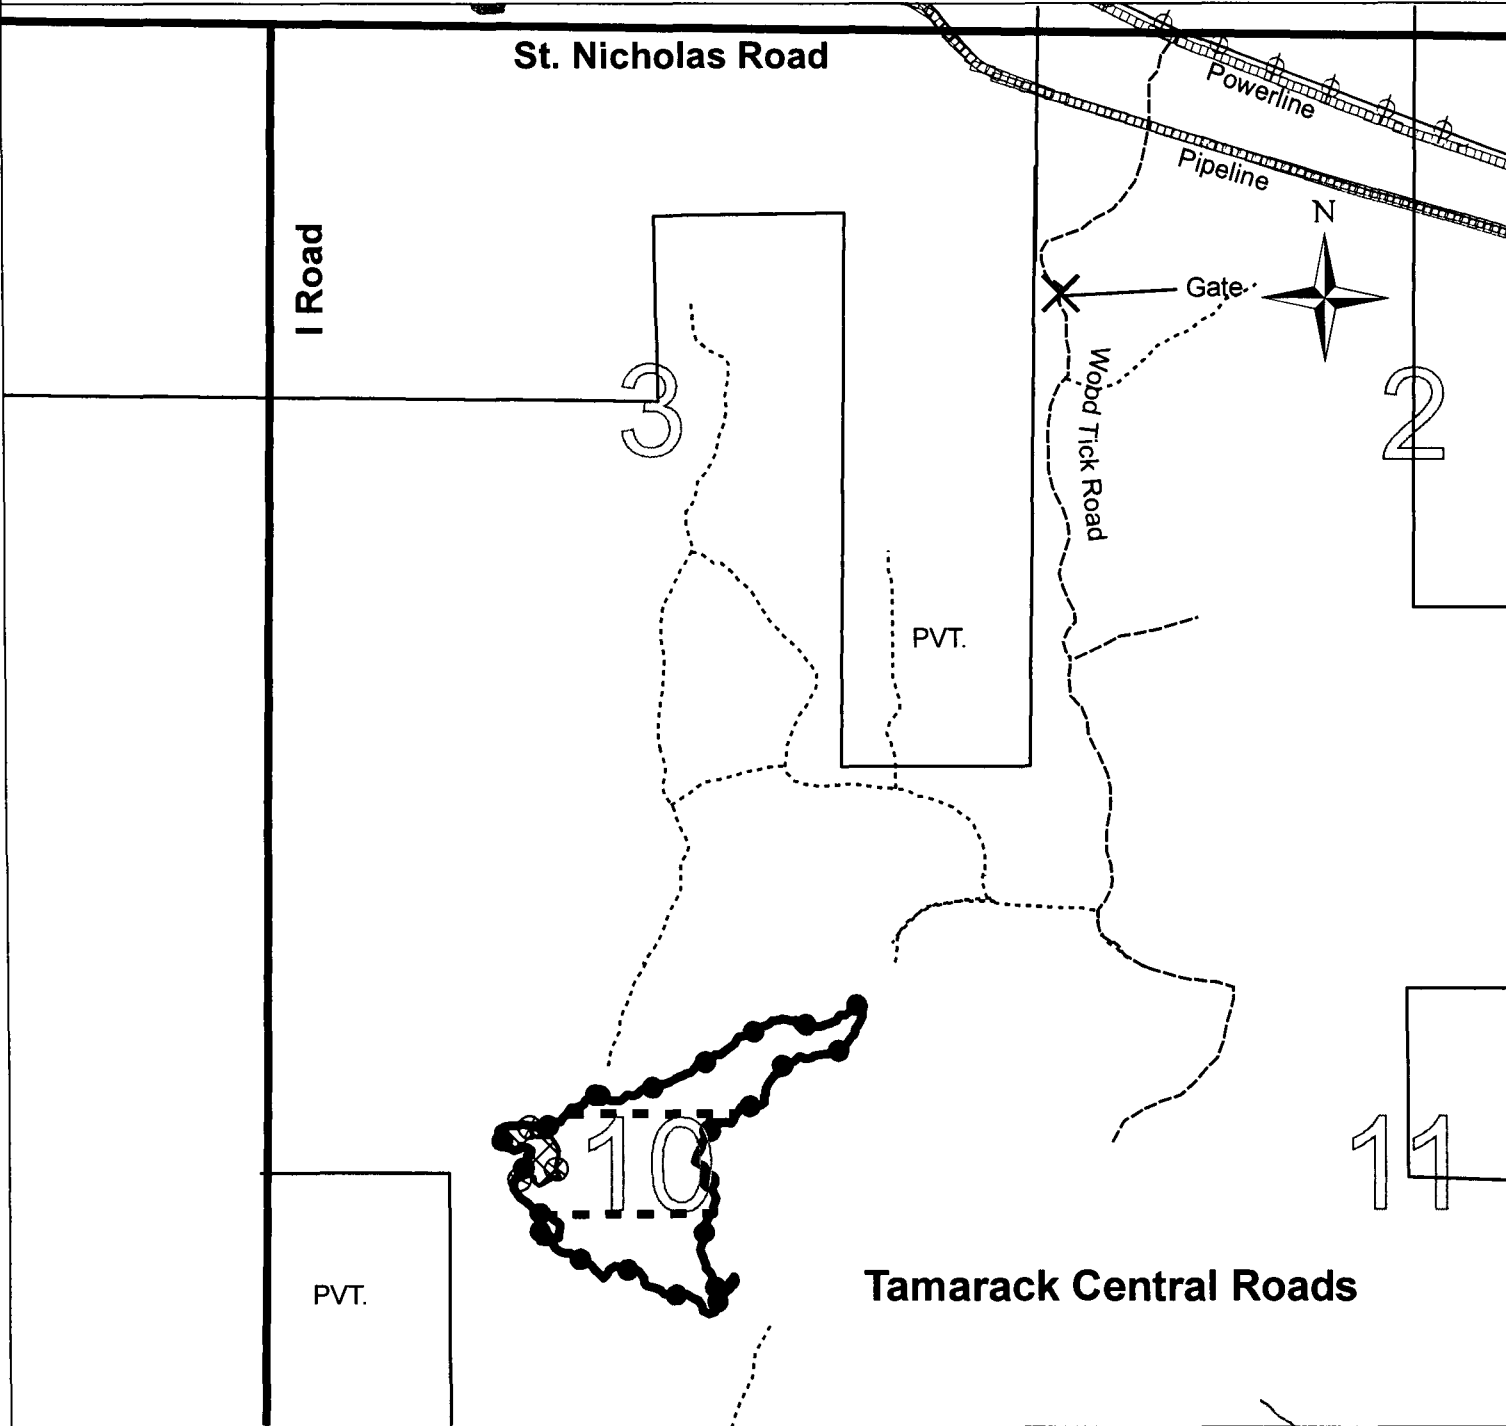 St. Nicholas Road
Powerline
Pipeline
N
I Road
Gate
Wood Tick Road
3
2
PVT.
10
11
Tamarack Central Roads
PVT.